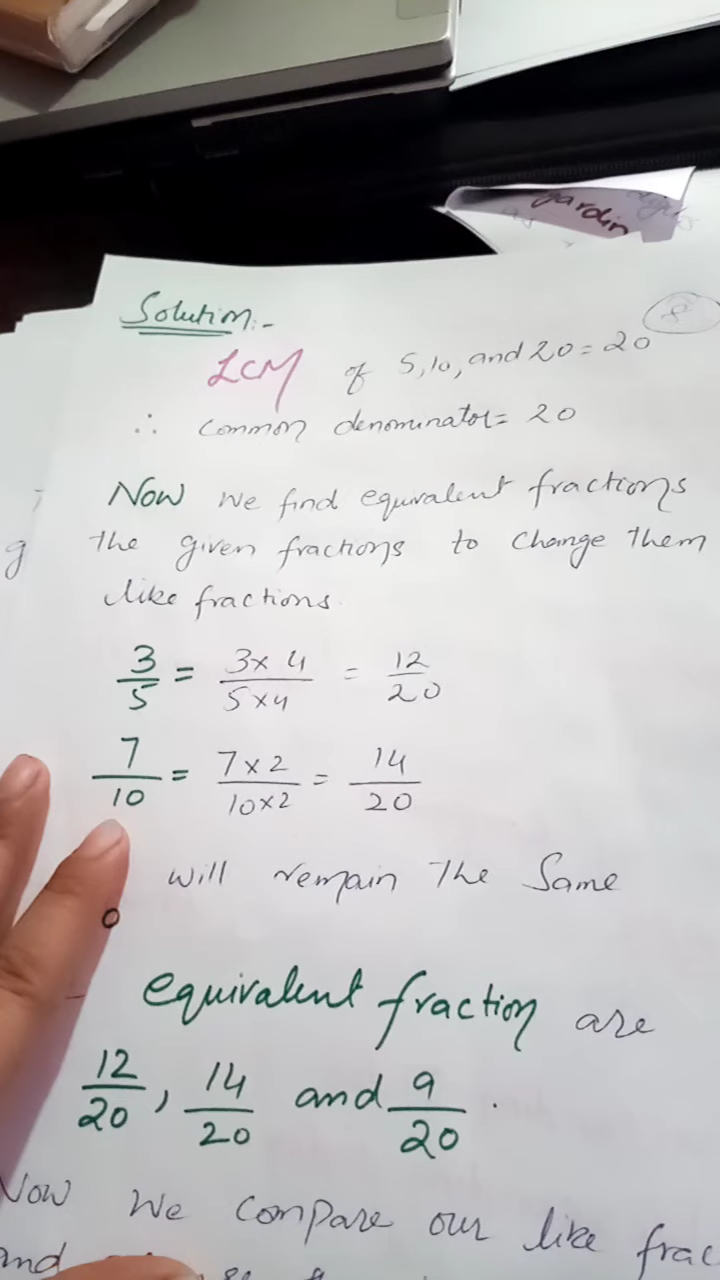 gardin
Solution:-
8
LCM of 5, 10, and 20 = 20
∴ common denominator = 20
Now we find equivalent fractions
g
the given fractions to change them
like fractions.
3/5 = 3×4/5×4 = 12/20
7/10 = 7×2/10×2 = 14/20
will remain the same
0
equivalent fraction are
12/20, 14/20 and 9/20.
Now we compare our like frac
and